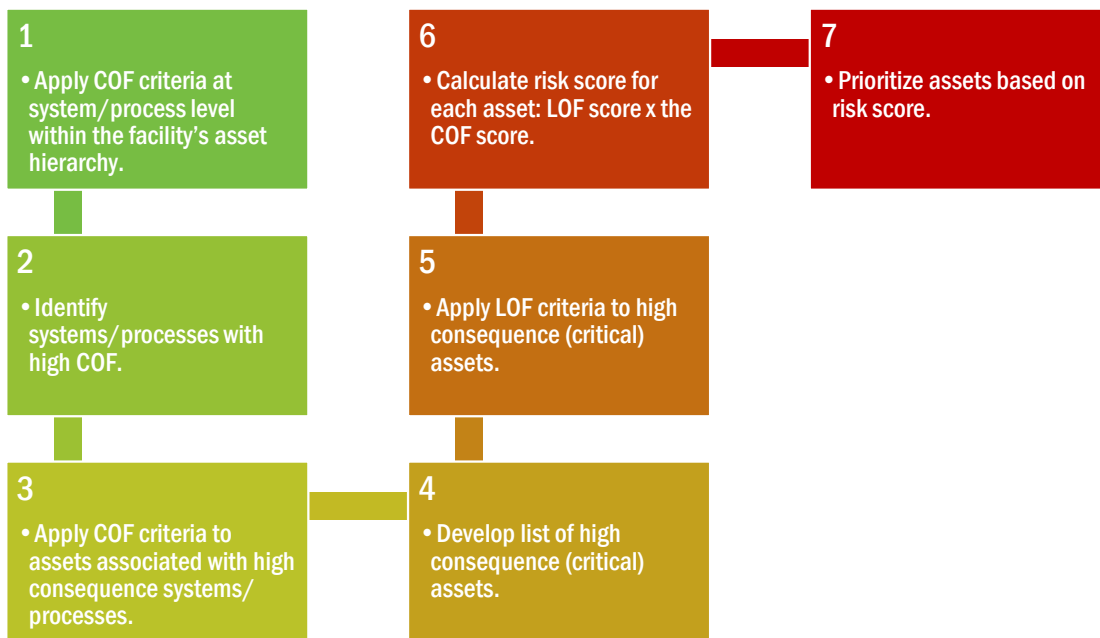 1
• Apply COF criteria at
system/process level
within the facility's asset
hierarchy.
2
• Identify
systems/processes with
high COF.
3
• Apply COF criteria to
assets associated with high
consequence systems/
processes.
4
• Develop list of high
consequence (critical)
assets.
5
• Apply LOF criteria to high
consequence (critical)
assets.
6
• Calculate risk score for
each asset: LOF score x the
COF score.
7
• Prioritize assets based on
risk score.